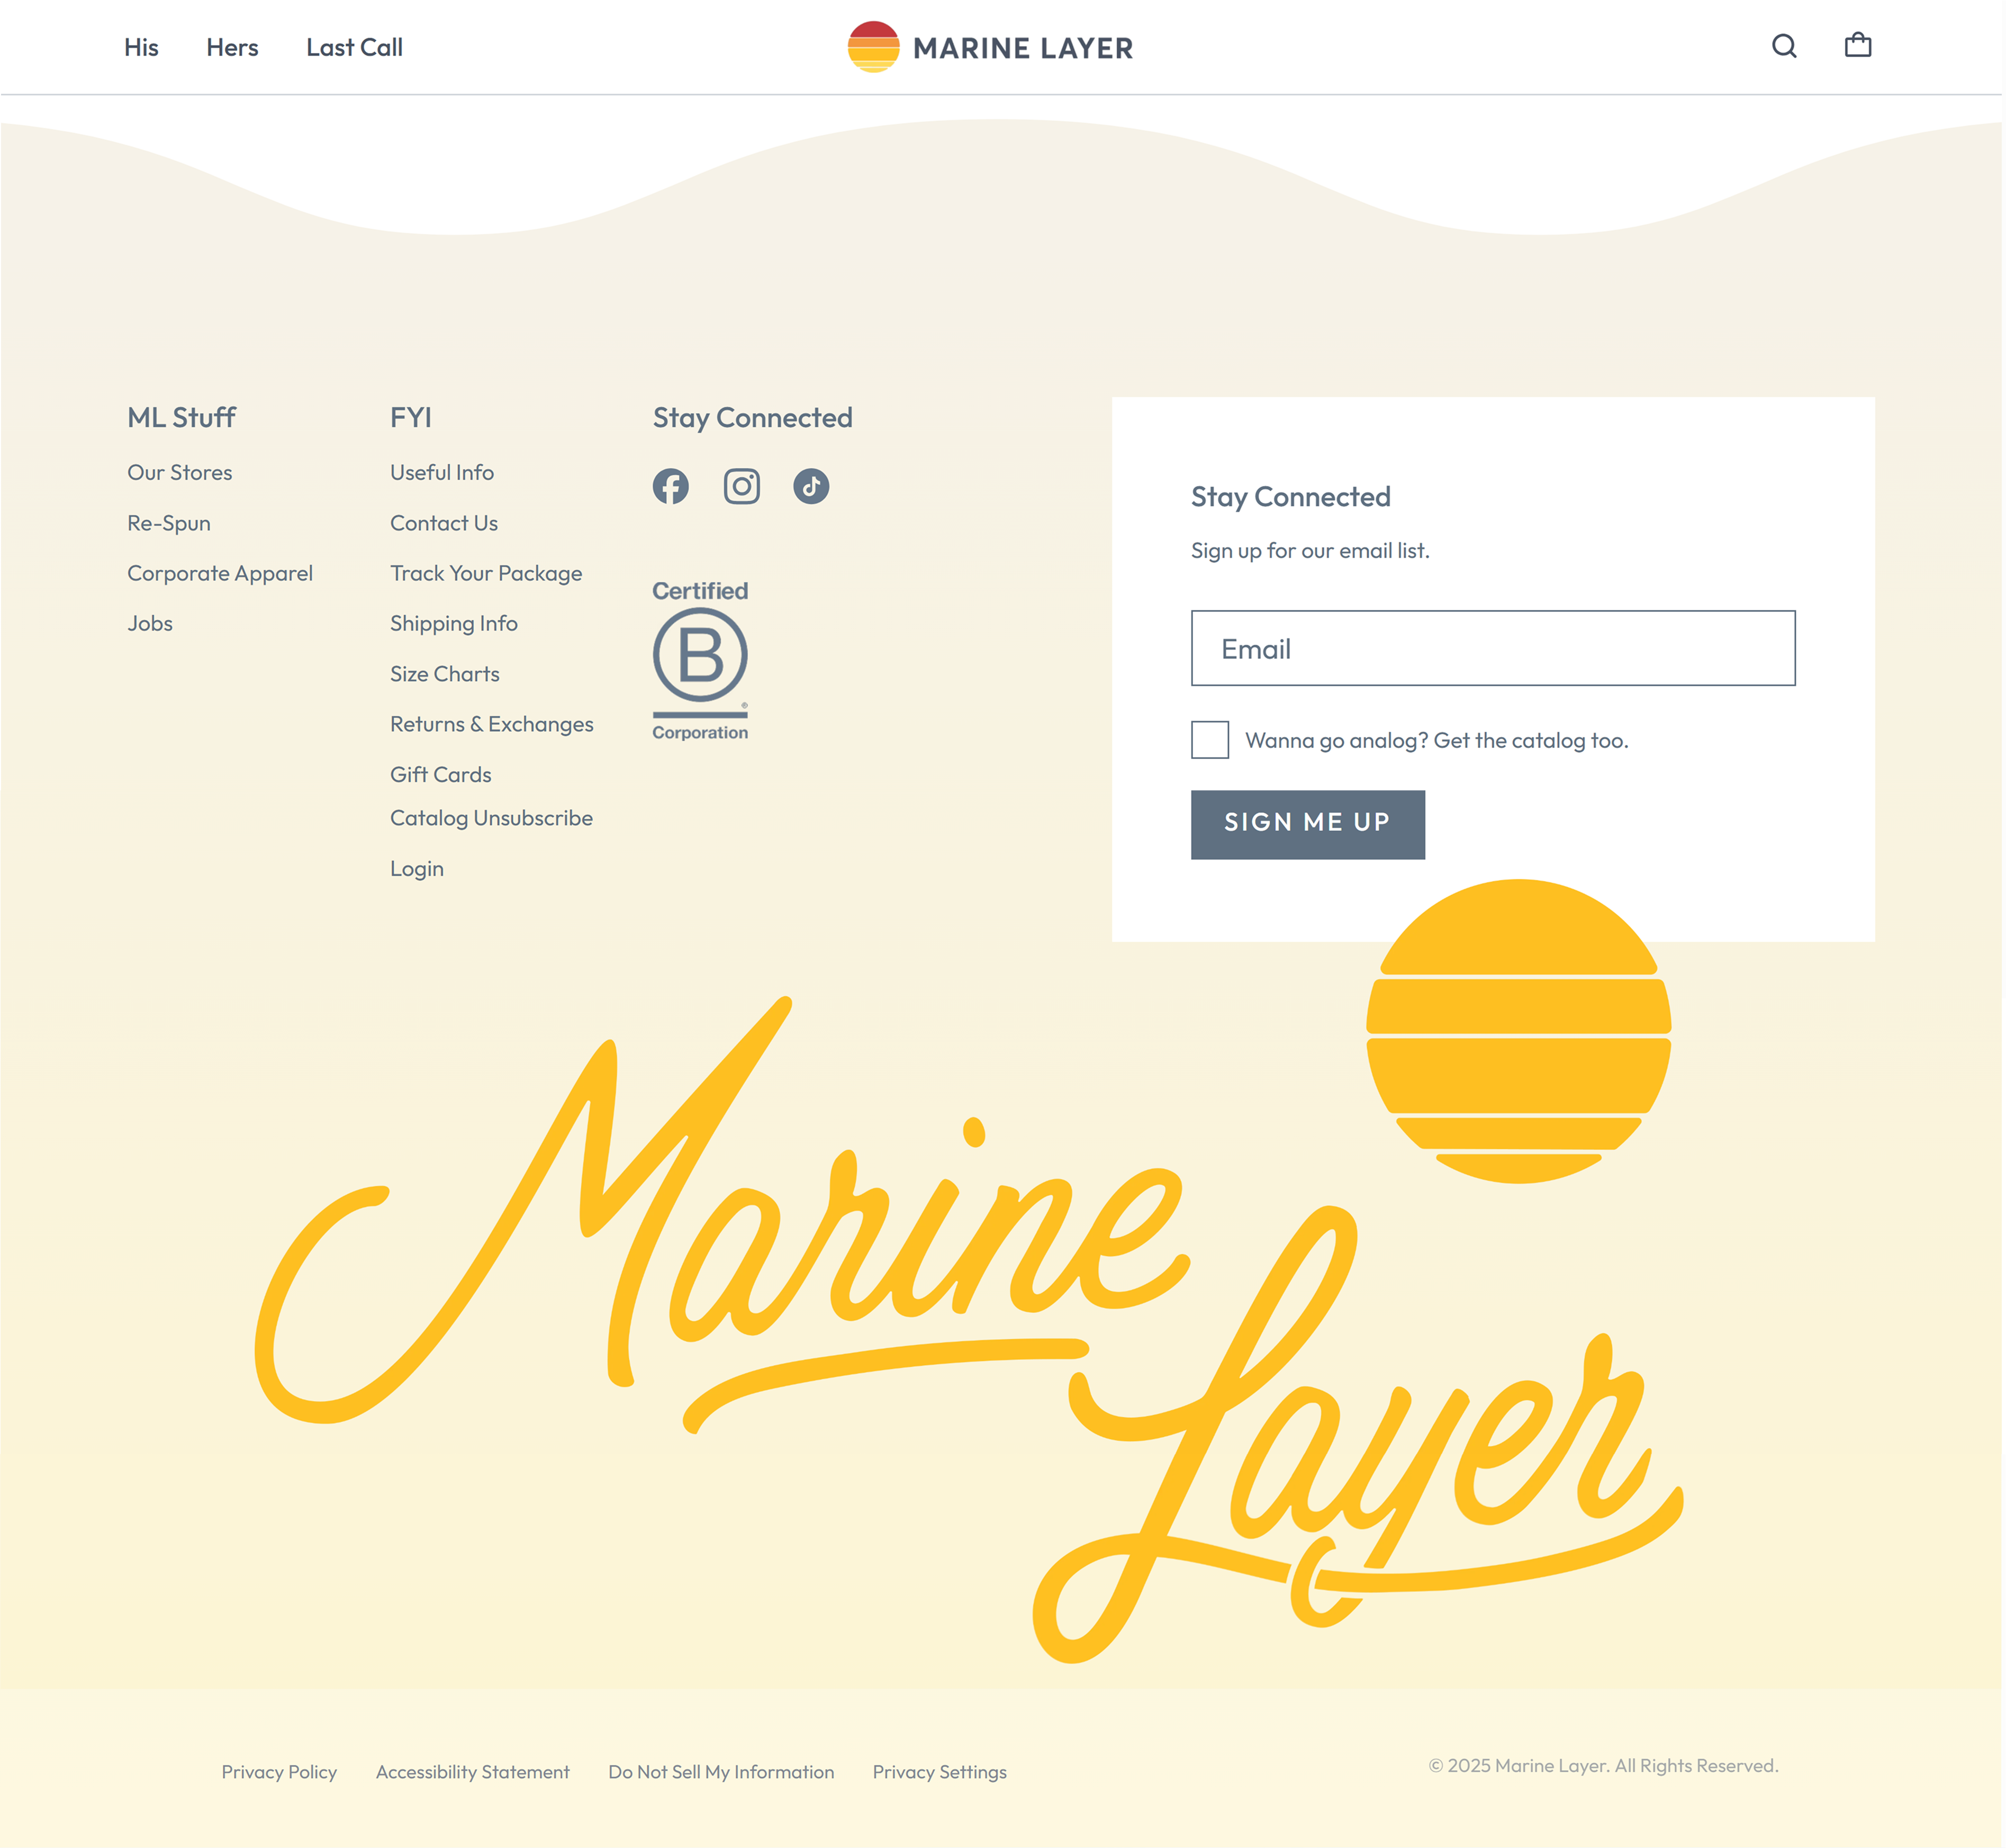 His Hers Last Call MARINE LAYER
ML Stuff
Our Stores
Re-Spun
Corporate Apparel
Jobs
FYI
Useful Info
Contact Us
Track Your Package
Shipping Info
Size Charts
Returns & Exchanges
Gift Cards
Catalog Unsubscribe
Login
Stay Connected
Certified
B
®
Corporation
Stay Connected
Sign up for our email list.
Email
Wanna go analog? Get the catalog too.
SIGN ME UP
Marine
Layer
Privacy Policy Accessibility Statement Do Not Sell My Information Privacy Settings
© 2025 Marine Layer. All Rights Reserved.